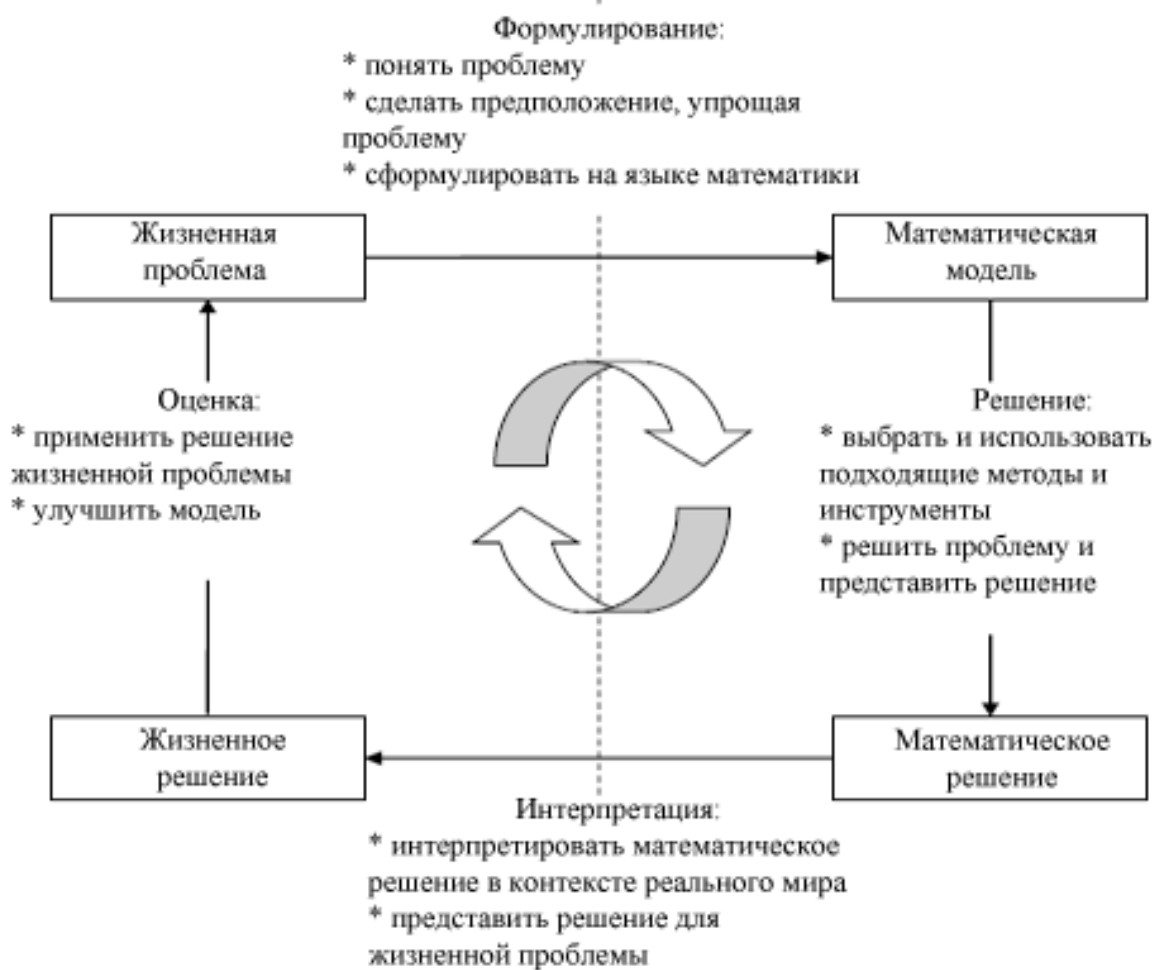 Формулирование:
* понять проблему
* сделать предположение, упрощая
проблему
* сформулировать на языке математики
Жизненная
проблема
Математическая
модель
Оценка:
* применить решение
жизненной проблемы
* улучшить модель
Решение:
* выбрать и использовать
подходящие методы и
инструменты
* решить проблему и
представить решение
Жизненное
решение
Математическое
решение
Интерпретация:
* интерпретировать математическое
решение в контексте реального мира
* представить решение для
жизненной проблемы